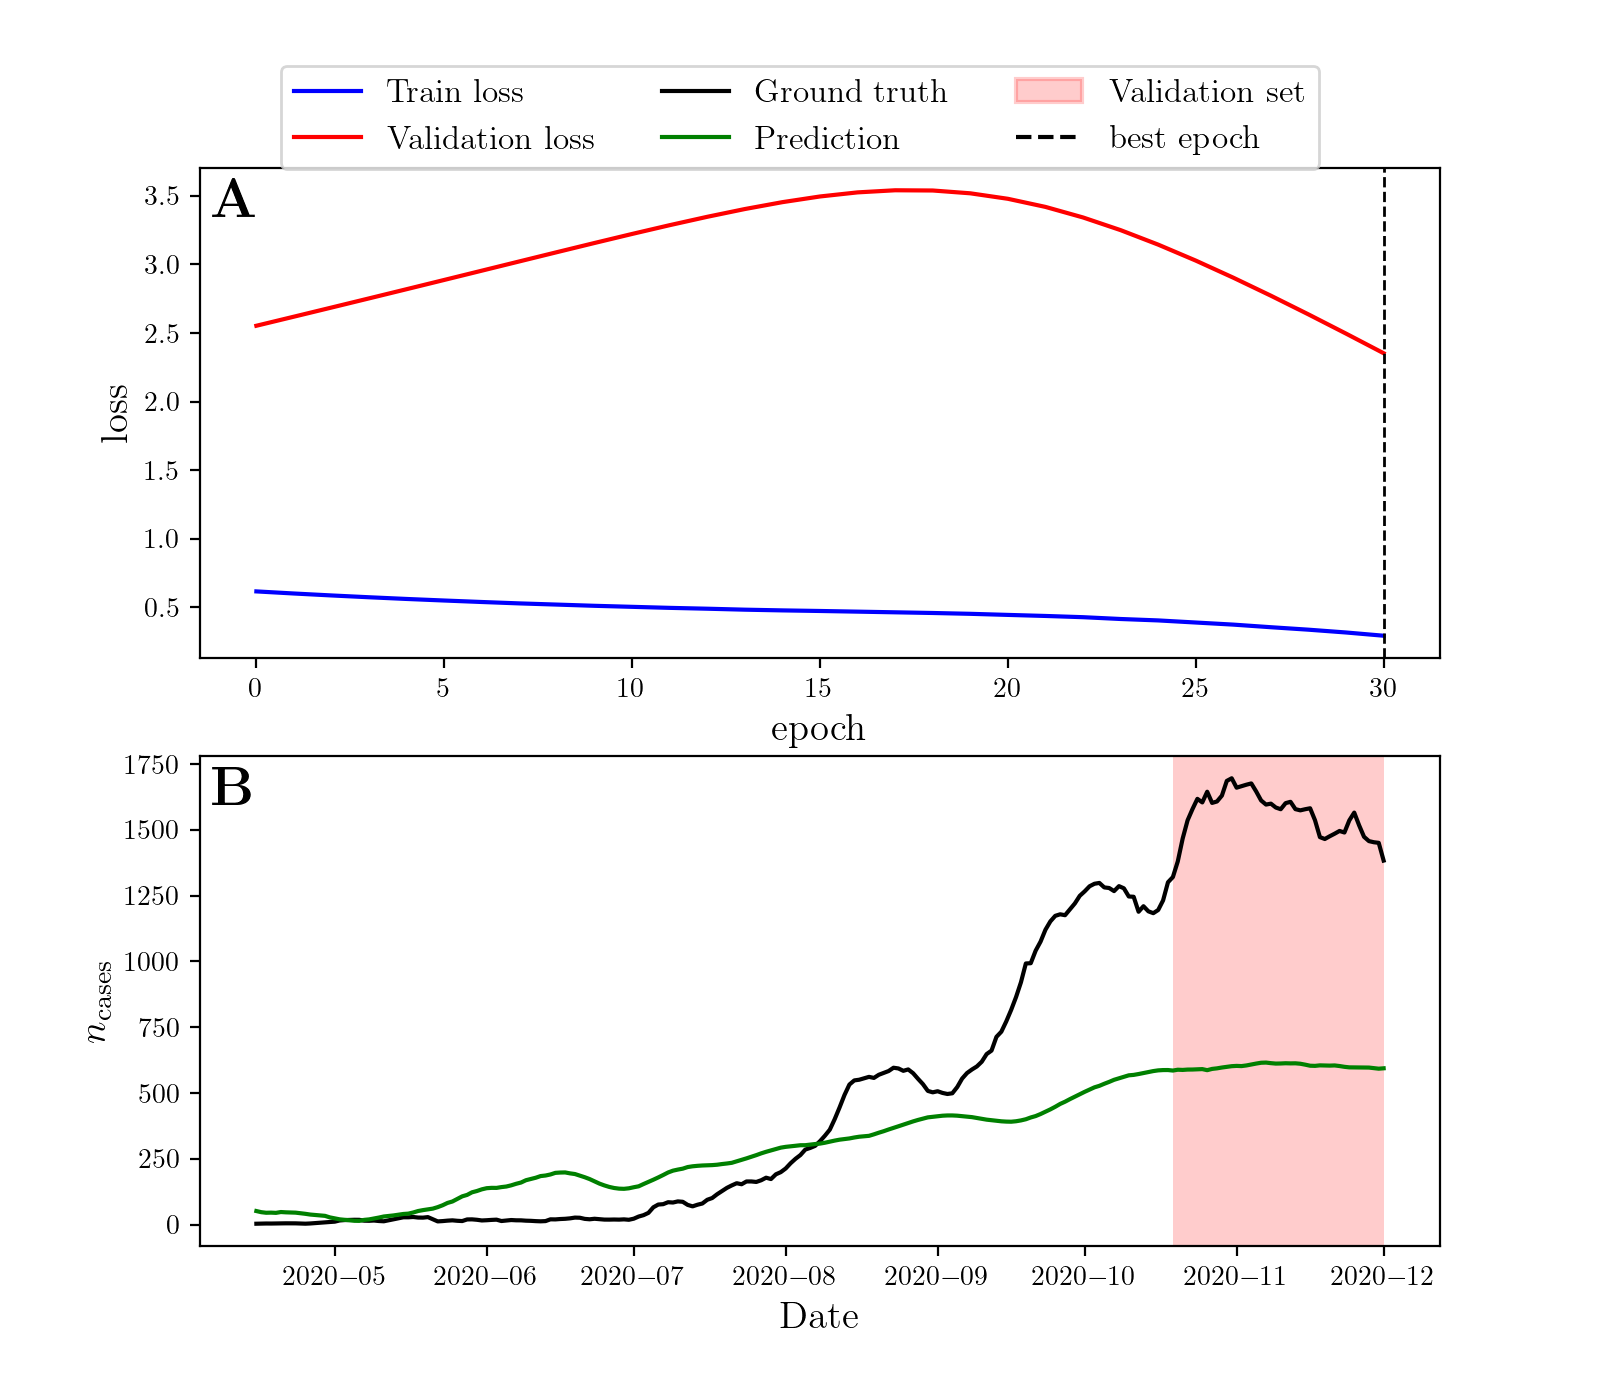 Train loss
Validation loss
Ground truth
Prediction
Validation set
best epoch
A
3.5
3.0
2.5
2.0
1.5
1.0
0.5
loss
0 5 10 15 20 25 30
epoch
B
1750
1500
1250
1000
750
500
250
0
n_cases
2020–05 2020–06 2020–07 2020–08 2020–09 2020–10 2020–11 2020–12
Date